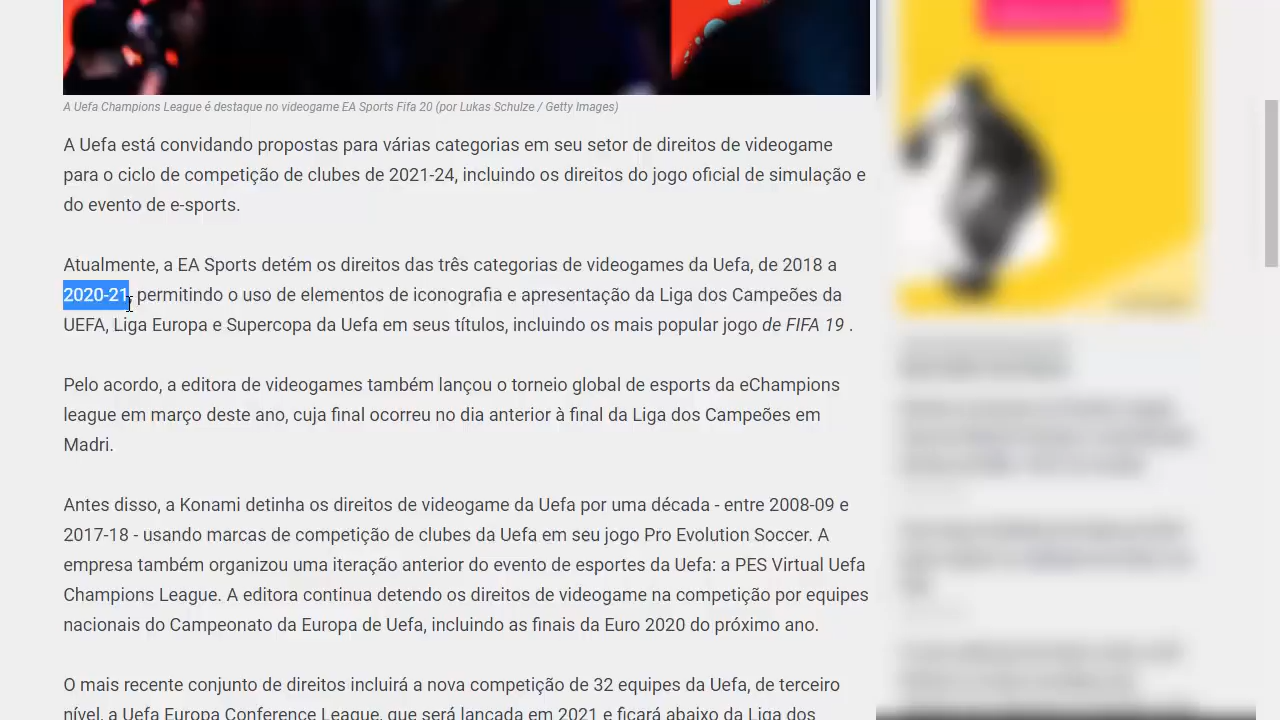 A Uefa Champions League é destaque no videogame EA Sports Fifa 20 (por Lukas Schulze / Getty Images)
A Uefa está convidando propostas para várias categorias em seu setor de direitos de videogame
para o ciclo de competição de clubes de 2021-24, incluindo os direitos do jogo oficial de simulação e
do evento de e-sports.
Atualmente, a EA Sports detém os direitos das três categorias de videogames da Uefa, de 2018 a
2020-21, permitindo o uso de elementos de iconografia e apresentação da Liga dos Campeões da
UEFA, Liga Europa e Supercopa da Uefa em seus títulos, incluindo os mais popular jogo de FIFA 19 .
Pelo acordo, a editora de videogames também lançou o torneio global de esports da eChampions
league em março deste ano, cuja final ocorreu no dia anterior à final da Liga dos Campeões em
Madri.
Antes disso, a Konami detinha os direitos de videogame da Uefa por uma década - entre 2008-09 e
2017-18 - usando marcas de competição de clubes da Uefa em seu jogo Pro Evolution Soccer. A
empresa também organizou uma iteração anterior do evento de esportes da Uefa: a PES Virtual Uefa
Champions League. A editora continua detendo os direitos de videogame na competição por equipes
nacionais do Campeonato da Europa de Uefa, incluindo as finais da Euro 2020 do próximo ano.
O mais recente conjunto de direitos incluirá a nova competição de 32 equipes da Uefa, de terceiro
nível, a Uefa Europa Conference League, que será lançada em 2021 e ficará abaixo da Liga dos